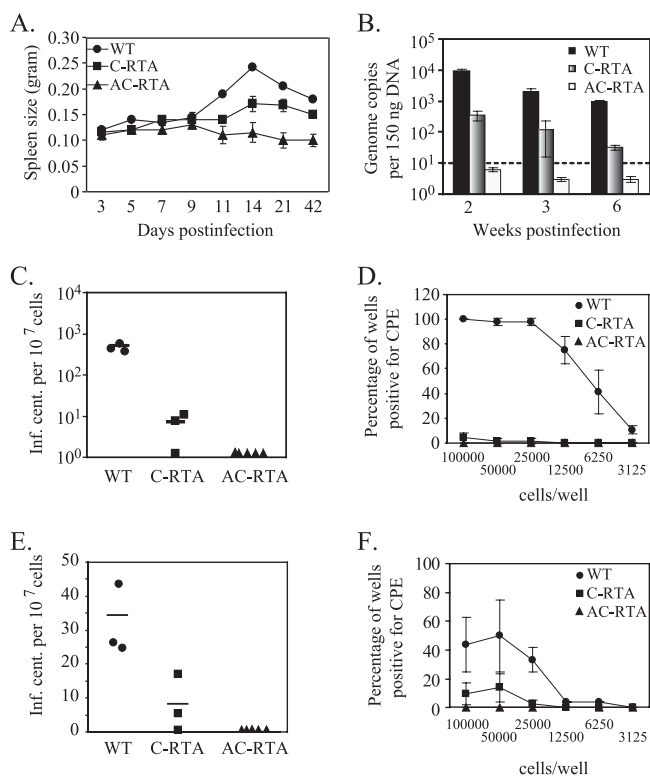 A.
Spleen size (gram)
0.30
0.25
0.20
0.15
0.10
0.05
0.00
WT
C-RTA
AC-RTA
3 5 7 9 11 14 21 42
Days postinfection
B.
Genome copies
per 150 ng DNA
10⁵
10⁴
10³
10²
10¹
10⁰
WT
C-RTA
AC-RTA
2 3 6
Weeks postinfection
C.
Inf. cent. per 10⁷ cells
10⁴
10³
10²
10¹
10⁰
WT C-RTA AC-RTA
D.
Percentage of wells
positive for CPE
120
100
80
60
40
20
0
WT
C-RTA
AC-RTA
100000 50000 25000 12500 6250 3125
cells/well
E.
Inf. cent. per 10⁷ cells
50
40
30
20
10
0
WT C-RTA AC-RTA
F.
Percentage of wells
positive for CPE
100
80
60
40
20
0
WT
C-RTA
AC-RTA
100000 50000 25000 12500 6250 3125
cells/well